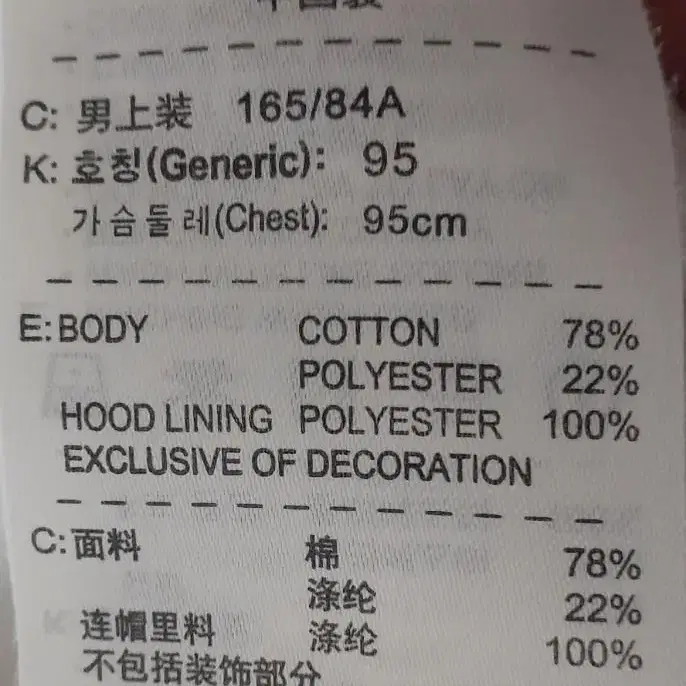 C: 男上装 165/84A
K: 호칭(Generic): 95
가슴둘레(Chest): 95cm
E: BODY COTTON 78%
POLYESTER 22%
HOOD LINING POLYESTER 100%
EXCLUSIVE OF DECORATION
C: 面料 棉 78%
涤纶 22%
连帽里料 涤纶 100%
不包括装饰部分